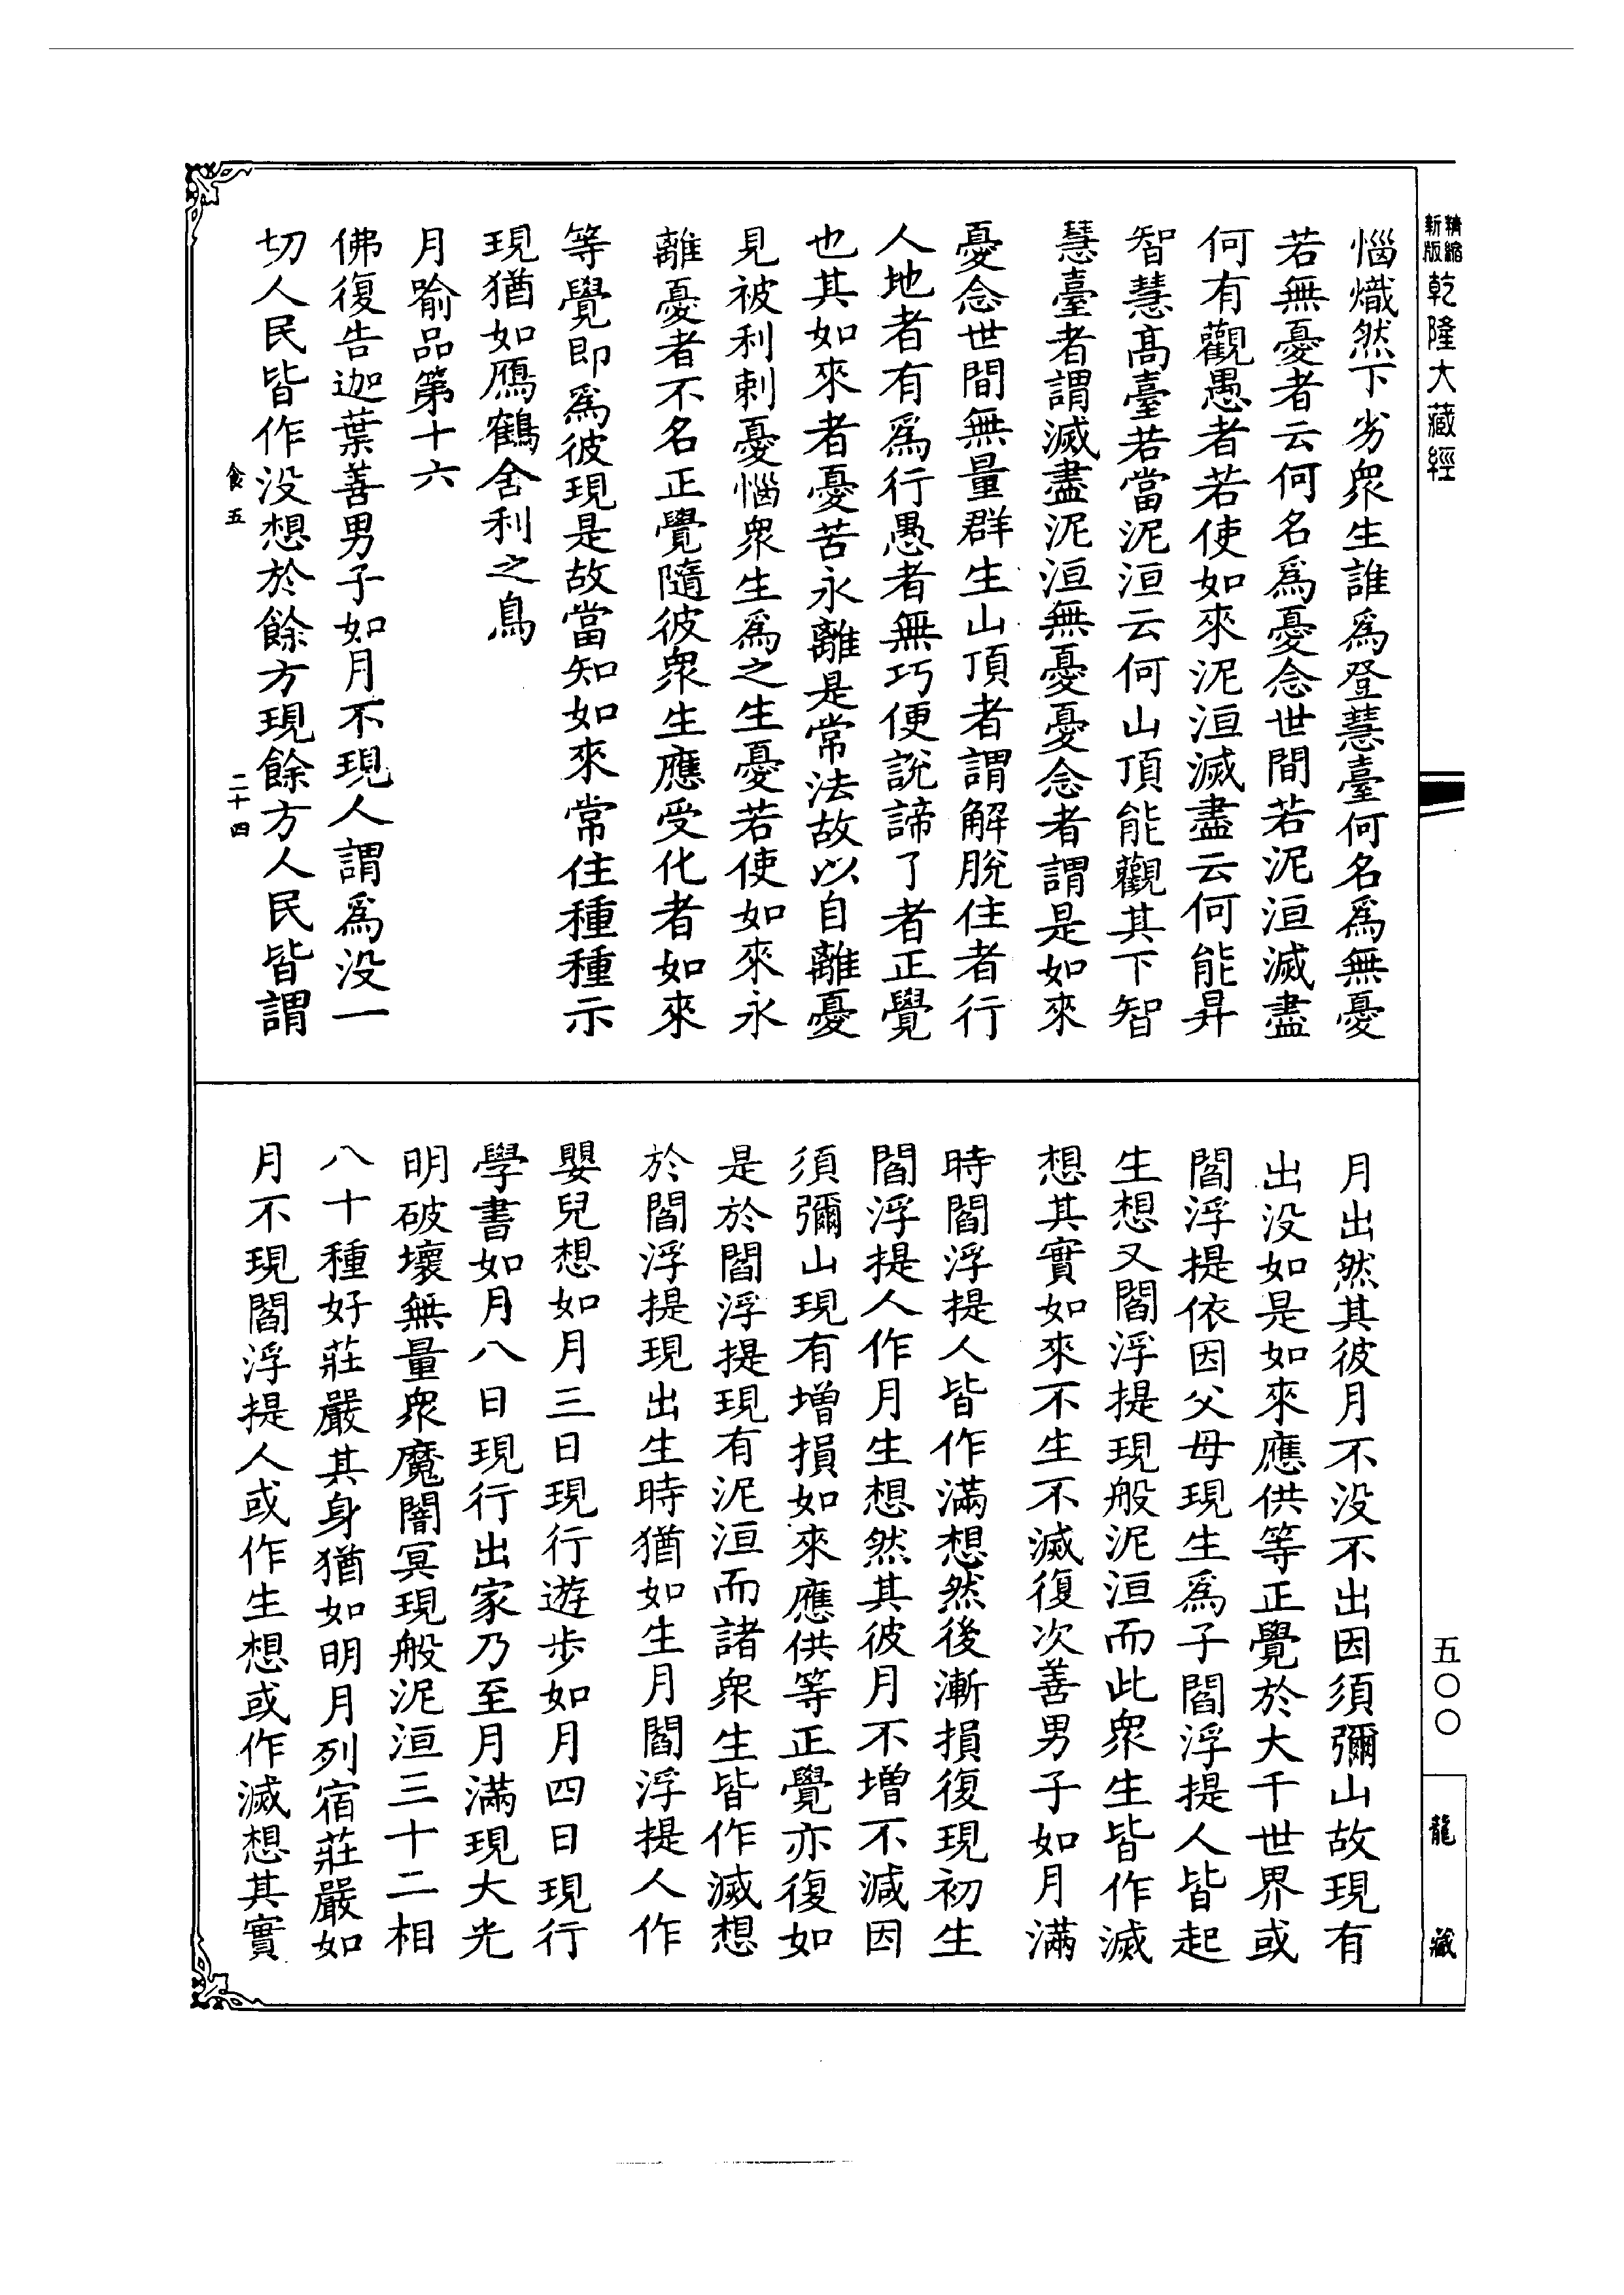 精縮新版乾隆大藏經
惱熾然下劣衆生誰爲登慧臺何名爲無憂
若無憂者云何名爲憂念世間若泥洹滅盡
何有觀愚者若使如來泥洹滅盡云何能昇
智慧高臺若當泥洹云何山頂能觀其下智
慧臺者謂滅盡泥洹無憂憂念者謂是如來
憂念世間無量群生山頂者謂解脫住者行
人地者有爲行愚者無巧便說諦了者正覺
也其如來者憂苦永離是常法故以自離憂
見被利刺憂惱衆生爲之生憂若使如來永
離憂者不名正覺隨彼衆生應受化者如來
等覺即爲彼現是故當知如來常住種種示
現猶如鴈鶴舍利之鳥
月喻品第十六
佛復告迦葉善男子如月不現人謂爲没一
切人民皆作没想於餘方現餘方人民皆謂
食五 二十四
月出然其彼月不没不出因須彌山故現有
出没如是如來應供等正覺於大千世界或
閻浮提依因父母現生爲子閻浮提人皆起
生想又閻浮提現般泥洹而此衆生皆作滅
想其實如來不生不滅復次善男子如月滿
時閻浮提人皆作滿想然後漸損復現初生
閻浮提人作月生想然其彼月不增不減因
須彌山現有增損如來應供等正覺亦復如
是於閻浮提現有泥洹而諸衆生皆作滅想
於閻浮提現出生時猶如生月閻浮提人作
嬰兒想如月三日現行遊步如月四日現行
學書如月八日現行出家乃至月滿現大光
明破壞無量衆魔闇冥現般泥洹三十二相
八十種好莊嚴其身猶如明月列宿莊嚴如
月不現閻浮提人或作生想或作滅想其實
五〇〇
龍藏